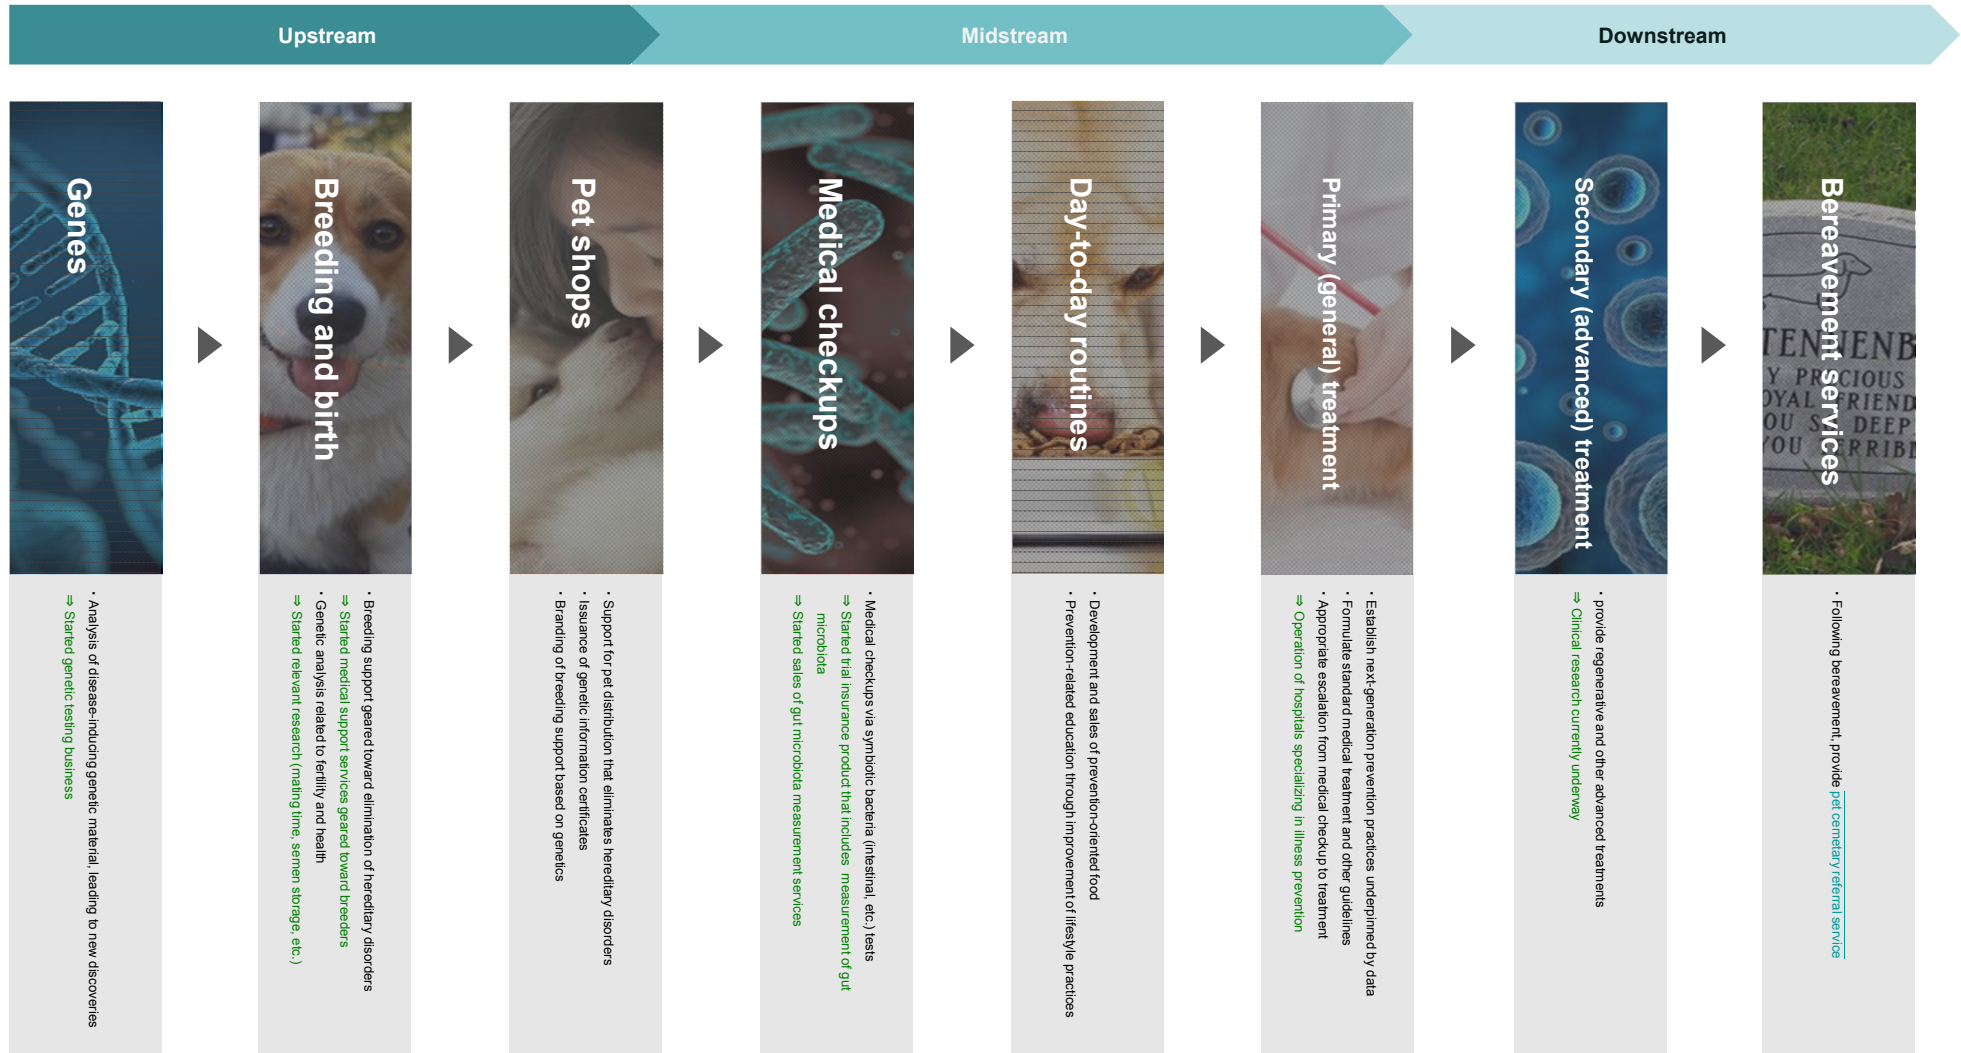 Upstream
Midstream
Downstream
Genes
・Analysis of disease-inducing genetic material, leading to new discoveries
⇒ Started genetic testing business
Breeding and birth
・Breeding support geared toward elimination of hereditary disorders
⇒ Started medical support services geared toward breeders
・Genetic analysis related to fertility and health
⇒ Started relevant research (mating time, semen storage, etc.)
Pet shops
・Support for pet distribution that eliminates hereditary disorders
・Issuance of genetic information certificates
・Branding of breeding support based on genetics
Medical checkups
・Medical checkups via symbiotic bacteria (intestinal, etc.) tests
⇒ Started trial insurance product that includes measurement of gut
microbiota
⇒ Started sales of gut microbiota measurement services
Day-to-day routines
・Development and sales of prevention-oriented food
・Prevention-related education through improvement of lifestyle practices
Primary (general) treatment
・Establish next-generation prevention practices underpinned by data
・Formulate standard medical treatment and other guidelines
・Appropriate escalation from medical checkup to treatment
⇒ Operation of hospitals specializing in illness prevention
Secondary (advanced) treatment
・provide regenerative and other advanced treatments
⇒ Clinical research currently underway
Bereavement services
・Following bereavement, provide pet cemetary referral service